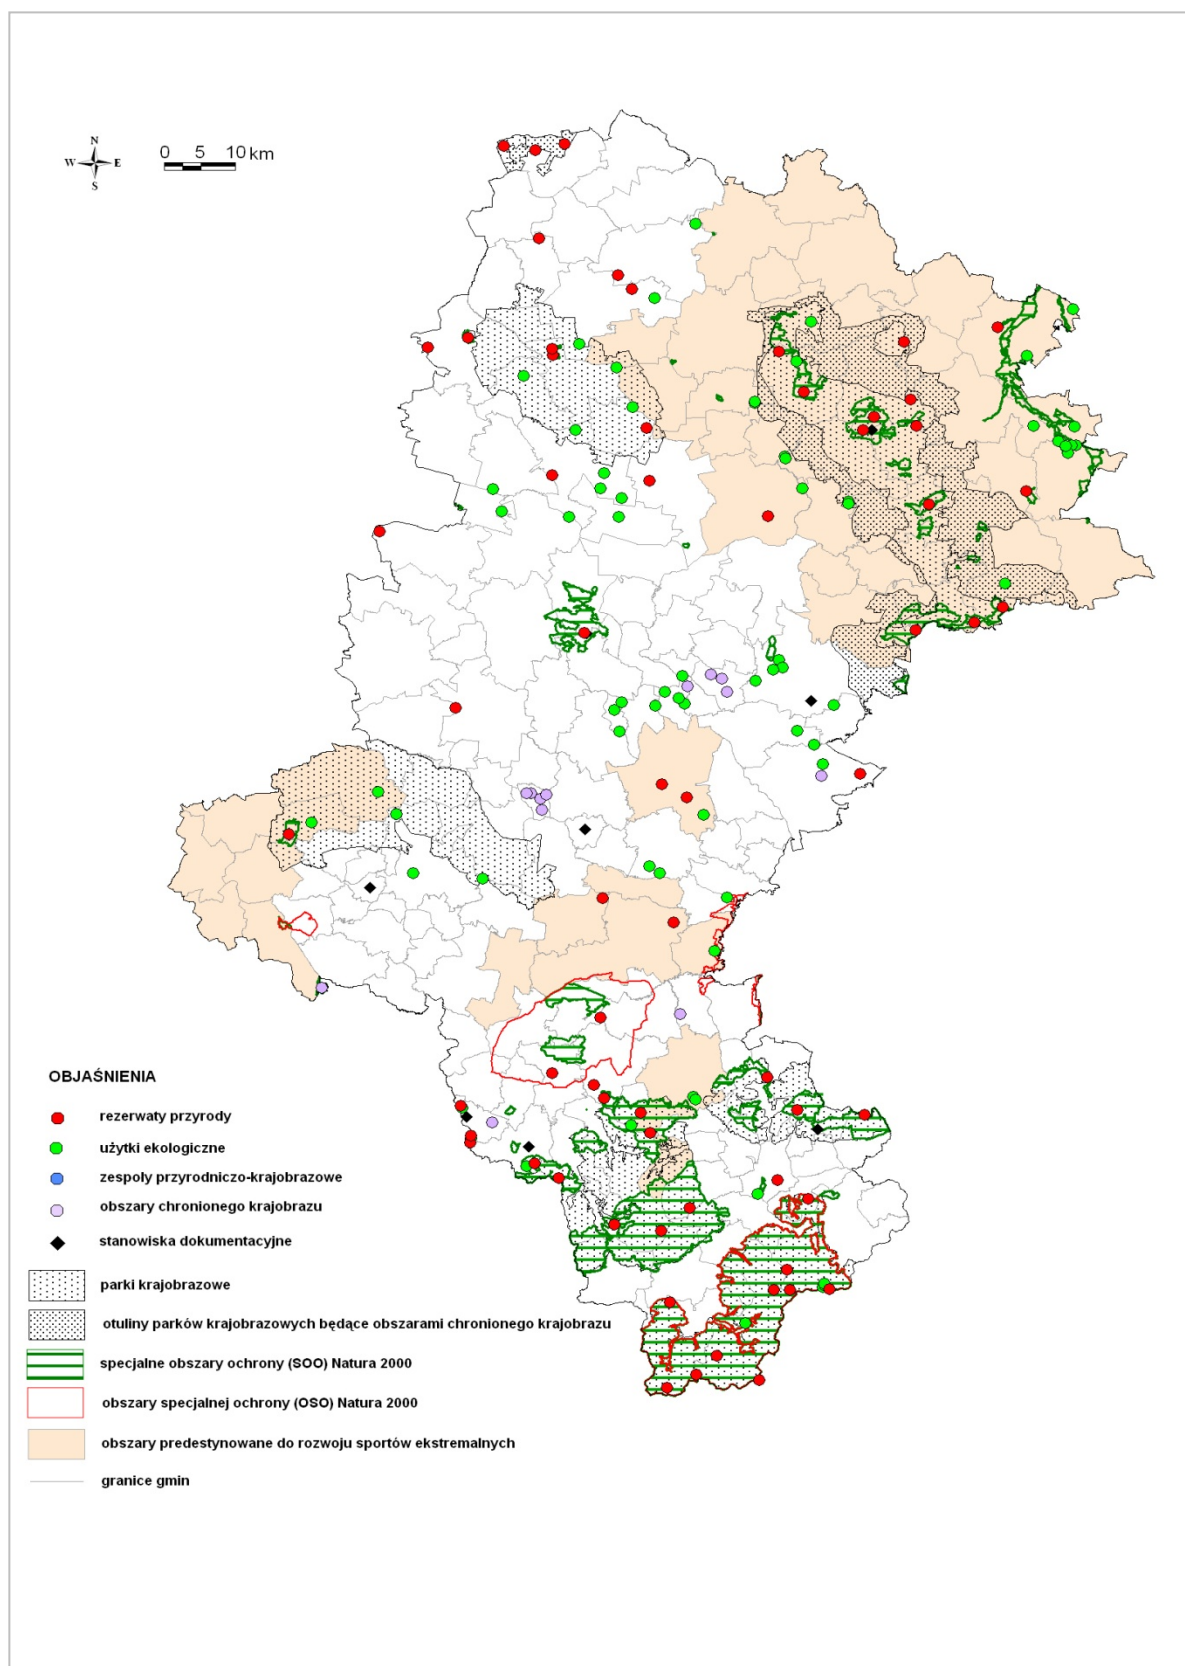 N
W E
S
0 5 10 km
OBJAŚNIENIA
rezerwaty przyrody
użytki ekologiczne
zespoły przyrodniczo-krajobrazowe
obszary chronionego krajobrazu
stanowiska dokumentacyjne
parki krajobrazowe
otuliny parków krajobrazowych będące obszarami chronionego krajobrazu
specjalne obszary ochrony (SOO) Natura 2000
obszary specjalnej ochrony (OSO) Natura 2000
obszary predestynowane do rozwoju sportów ekstremalnych
granice gmin